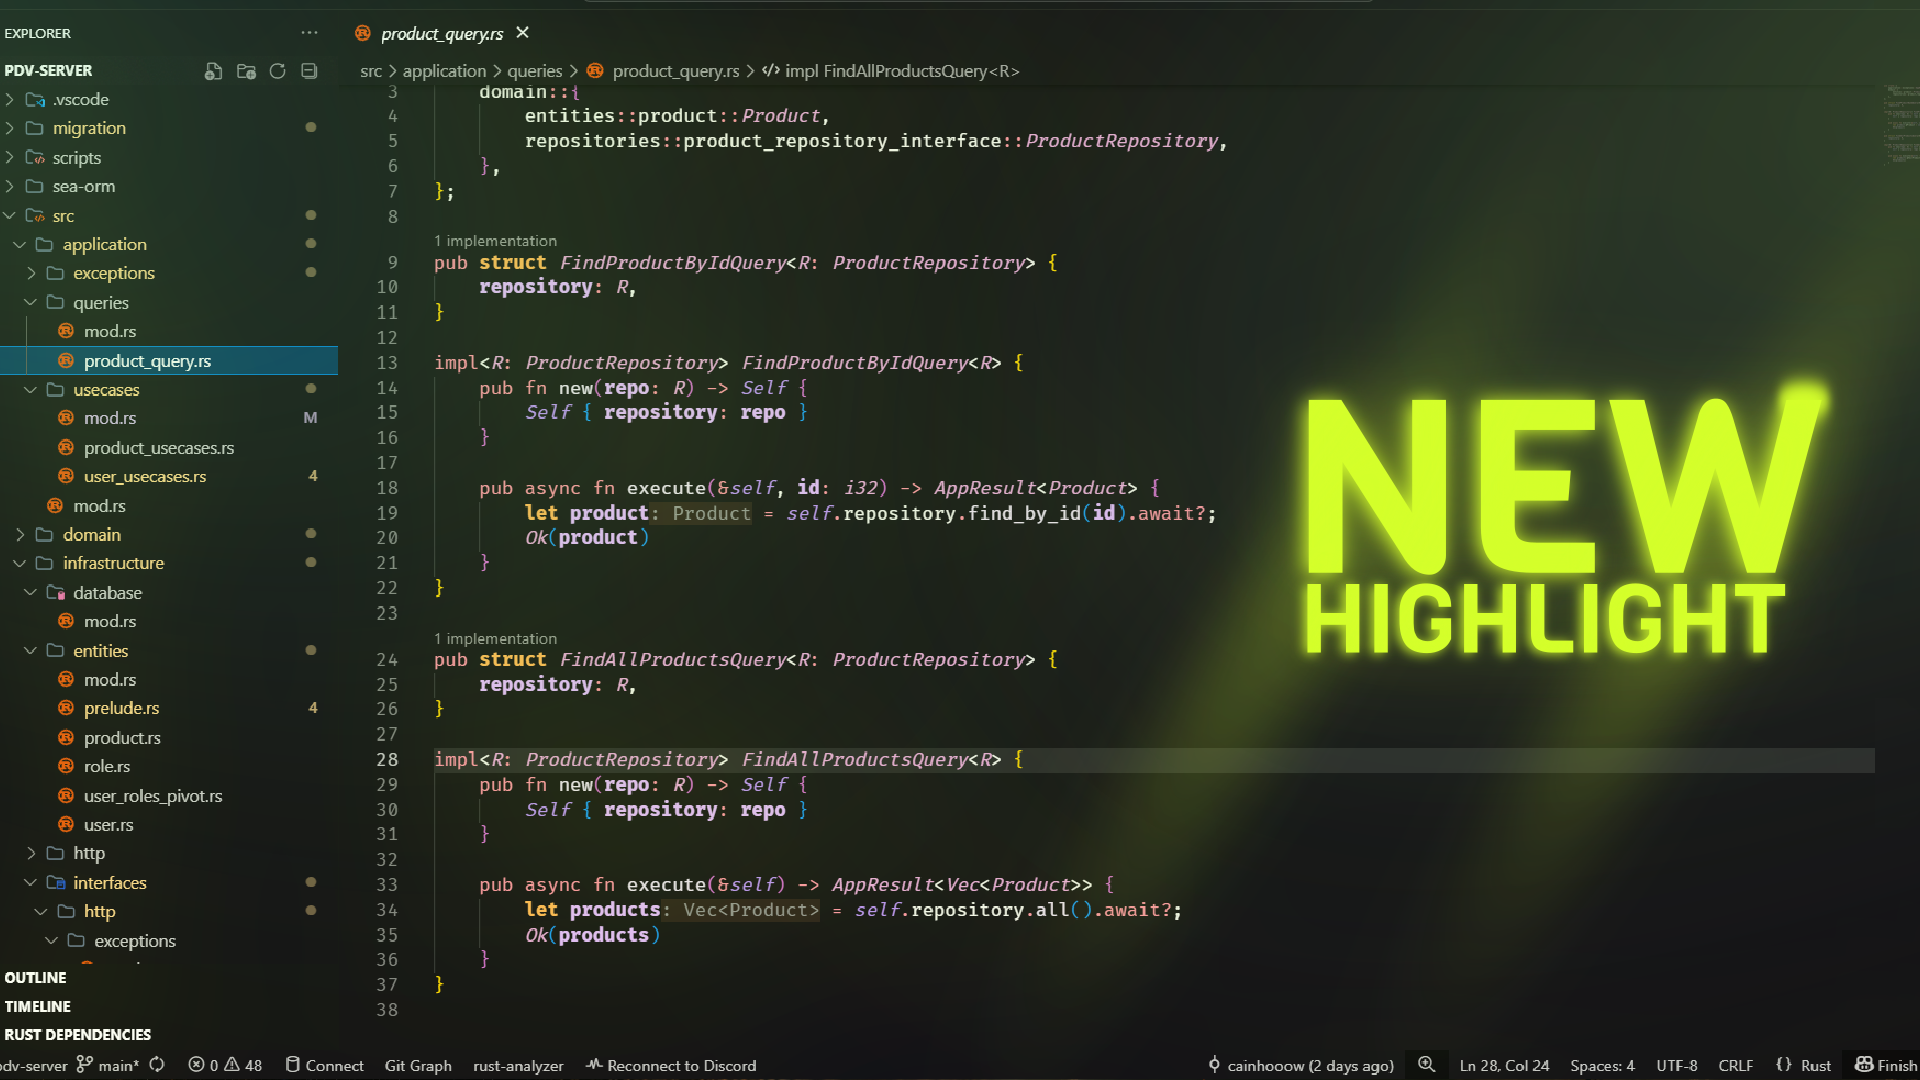 EXPLORER
PDV-SERVER
.vscode
migration
scripts
sea-orm
src
application
exceptions
queries
mod.rs
product_query.rs
usecases
mod.rs M
product_usecases.rs
user_usecases.rs 4
mod.rs
domain
infrastructure
database
mod.rs
entities
mod.rs
prelude.rs 4
product.rs
role.rs
user_roles_pivot.rs
user.rs
http
interfaces
http
exceptions
OUTLINE
TIMELINE
RUST DEPENDENCIES
product_query.rs
src > application > queries > product_query.rs > impl FindAllProductsQuery<R>
3 domain::{
4 entities::product::Product,
5 repositories::product_repository_interface::ProductRepository,
6 },
7 };
8
1 implementation
9 pub struct FindProductByIdQuery<R: ProductRepository> {
10 repository: R,
11 }
12
13 impl<R: ProductRepository> FindProductByIdQuery<R> {
14 pub fn new(repo: R) -> Self {
15 Self { repository: repo }
16 }
17
18 pub async fn execute(&self, id: i32) -> AppResult<Product> {
19 let product: Product = self.repository.find_by_id(id).await?;
20 Ok(product)
21 }
22 }
23
1 implementation
24 pub struct FindAllProductsQuery<R: ProductRepository> {
25 repository: R,
26 }
27
28 impl<R: ProductRepository> FindAllProductsQuery<R> {
29 pub fn new(repo: R) -> Self {
30 Self { repository: repo }
31 }
32
33 pub async fn execute(&self) -> AppResult<Vec<Product>> {
34 let products: Vec<Product> = self.repository.all().await?;
35 Ok(products)
36 }
37 }
38
NEW
HIGHLIGHT
pdv-server main* 0 48 Connect Git Graph rust-analyzer Reconnect to Discord cainhooow (2 days ago) Ln 28, Col 24 Spaces: 4 UTF-8 CRLF {} Rust Finish